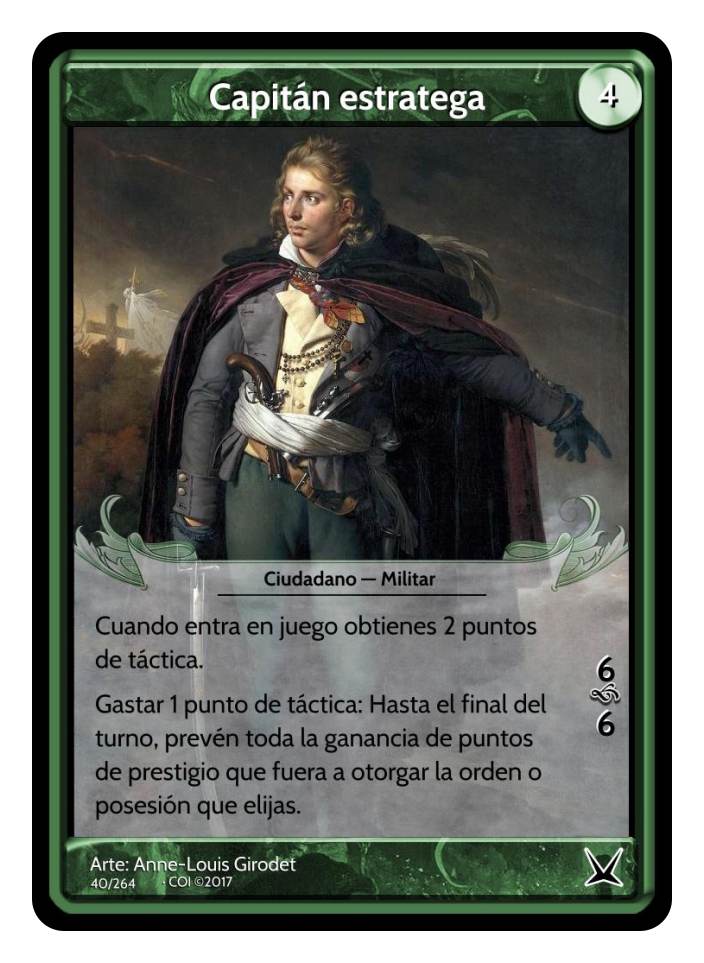 Capitán estratega
4
Ciudadano — Militar
Cuando entra en juego obtienes 2 puntos
de táctica.
Gastar 1 punto de táctica: Hasta el final del
turno, prevén toda la ganancia de puntos
de prestigio que fuera a otorgar la orden o
posesión que elijas.
6
6
Arte: Anne-Louis Girodet
40/264 · COI ©2017